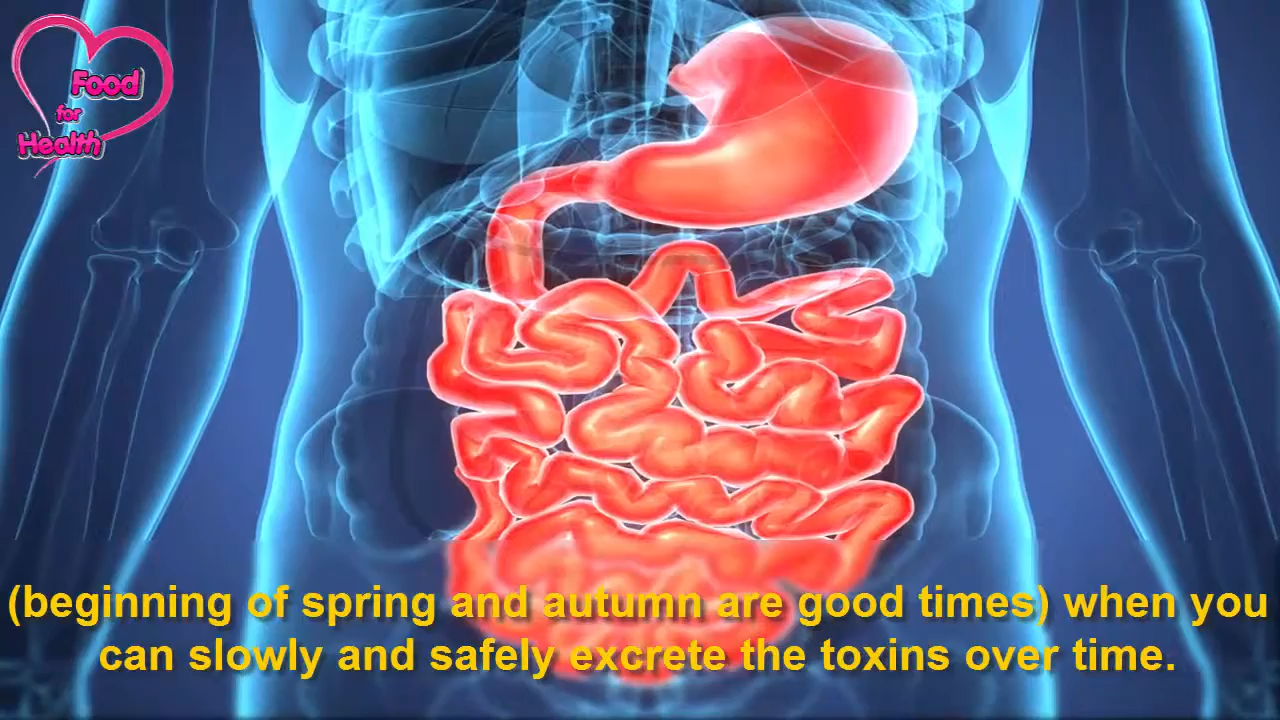 Food
for
Health
(beginning of spring and autumn are good times) when you
can slowly and safely excrete the toxins over time.